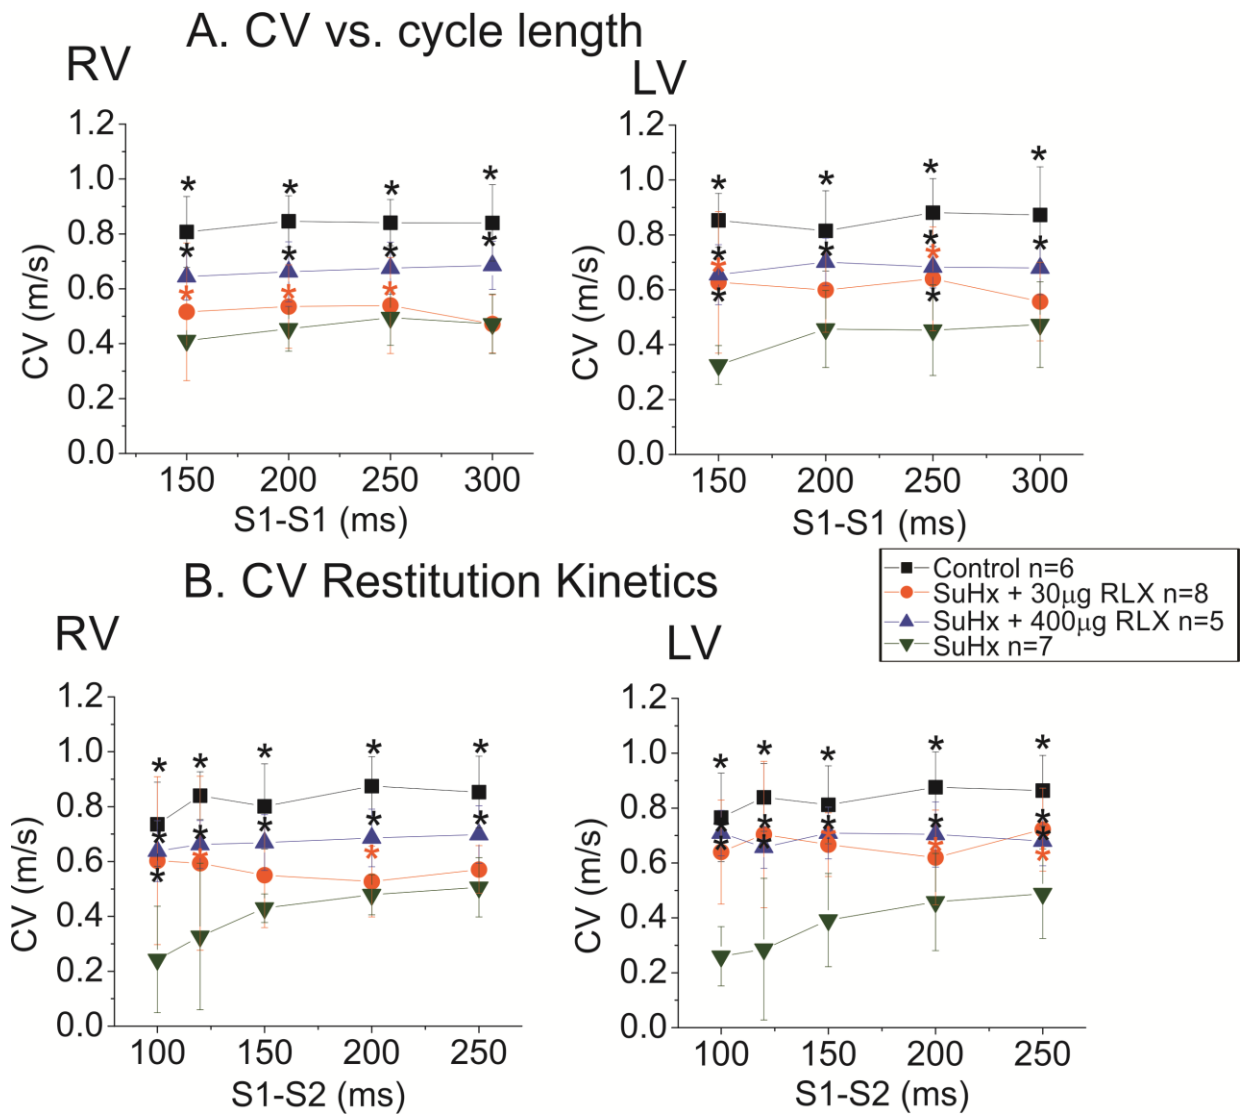 A. CV vs. cycle length
RV
LV
1.2
1.0
0.8
0.6
0.4
0.2
0.0
CV (m/s)
150 200 250 300
S1-S1 (ms)
1.2
1.0
0.8
0.6
0.4
0.2
0.0
CV (m/s)
150 200 250 300
S1-S1 (ms)
B. CV Restitution Kinetics
Control n=6
SuHx + 30μg RLX n=8
SuHx + 400μg RLX n=5
SuHx n=7
RV
LV
1.2
1.0
0.8
0.6
0.4
0.2
0.0
CV (m/s)
100 150 200 250
S1-S2 (ms)
1.2
1.0
0.8
0.6
0.4
0.2
0.0
CV (m/s)
100 150 200 250
S1-S2 (ms)